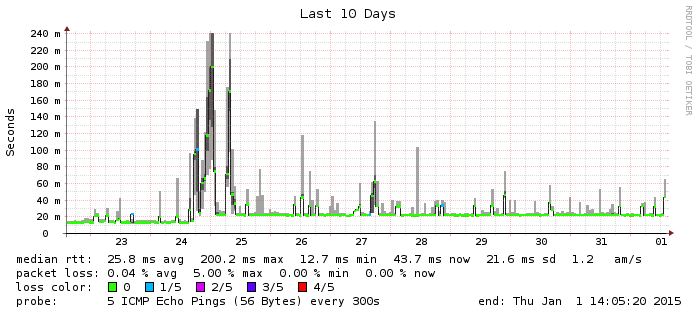 Last 10 Days
RRDTOOL / TOBI OETIKER
Seconds
240 m
220 m
200 m
180 m
160 m
140 m
120 m
100 m
80 m
60 m
40 m
20 m
0
23 24 25 26 27 28 29 30 31 01
median rtt: 25.8 ms avg 200.2 ms max 12.7 ms min 43.7 ms now 21.6 ms sd 1.2 am/s
packet loss: 0.04 % avg 5.00 % max 0.00 % min 0.00 % now
loss color: 0 1/5 2/5 3/5 4/5
probe: 5 ICMP Echo Pings (56 Bytes) every 300s end: Thu Jan 1 14:05:20 2015